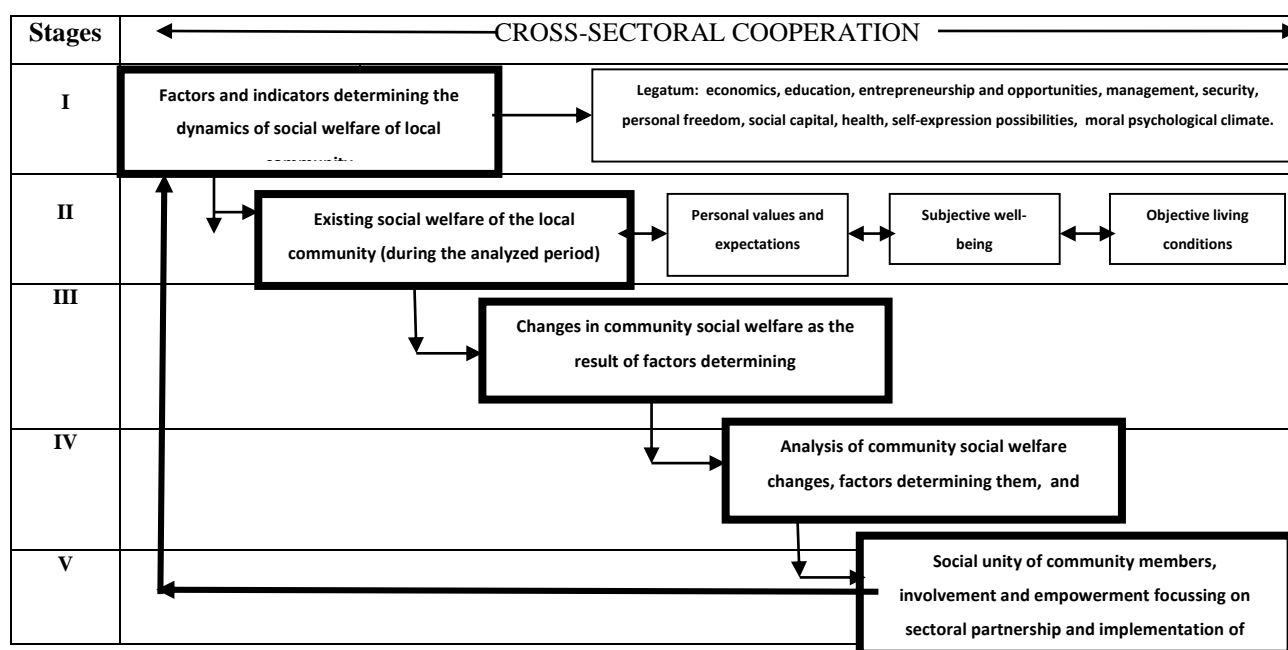 Stages
CROSS-SECTORAL COOPERATION
I
Factors and indicators determining the
dynamics of social welfare of local
Legatum: economics, education, entrepreneurship and opportunities, management, security,
personal freedom, social capital, health, self-expression possibilities, moral psychological climate.
II
Existing social welfare of the local
community (during the analyzed period)
Personal values and
expectations
Subjective well-
being
Objective living
conditions
III
Changes in community social welfare as the
result of factors determining
IV
Analysis of community social welfare
changes, factors determining them, and
V
Social unity of community members,
involvement and empowerment focussing on
sectoral partnership and implementation of